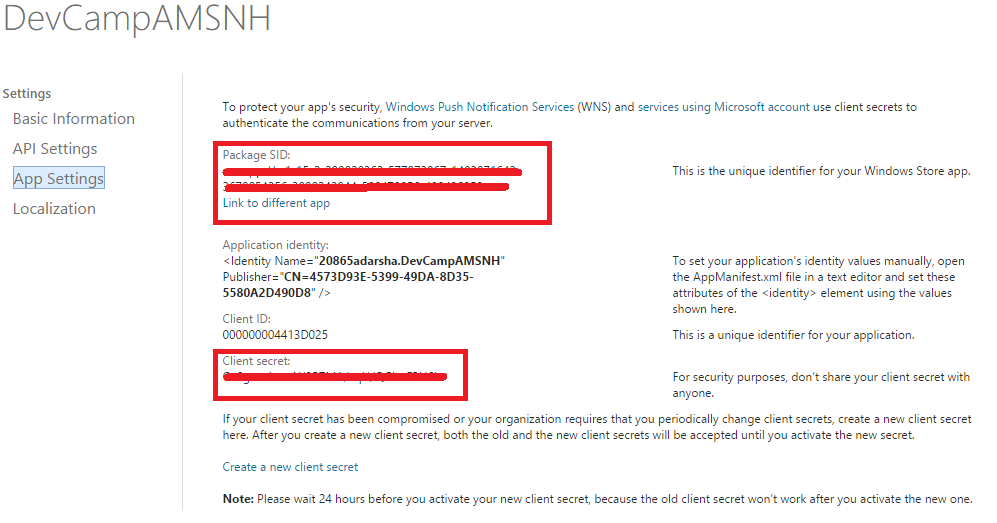 DevCampAMSNH
Settings
Basic Information
API Settings
App Settings
Localization
To protect your app's security, Windows Push Notification Services (WNS) and services using Microsoft account use client secrets to
authenticate the communications from your server.
Package SID:
This is the unique identifier for your Windows Store app.
Link to different app
Application identity:
<Identity Name="20865adarsha.DevCampAMSNH"
Publisher="CN=4573D93E-5399-49DA-8D35-
5580A2D490D8" />
To set your application's identity values manually, open
the AppManifest.xml file in a text editor and set these
attributes of the <identity> element using the values
shown here.
Client ID:
000000004413D025
This is a unique identifier for your application.
Client secret:
For security purposes, don't share your client secret with
anyone.
If your client secret has been compromised or your organization requires that you periodically change client secrets, create a new client secret
here. After you create a new client secret, both the old and the new client secrets will be accepted until you activate the new secret.
Create a new client secret
Note: Please wait 24 hours before you activate your new client secret, because the old client secret won't work after you activate the new one.